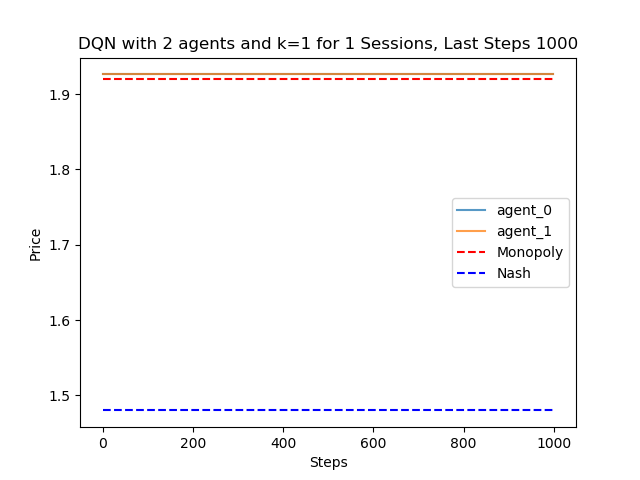 DQN with 2 agents and k=1 for 1 Sessions, Last Steps 1000
1.9
1.8
1.7
1.6
1.5
Price
agent_0
agent_1
Monopoly
Nash
0
200
400
600
800
1000
Steps